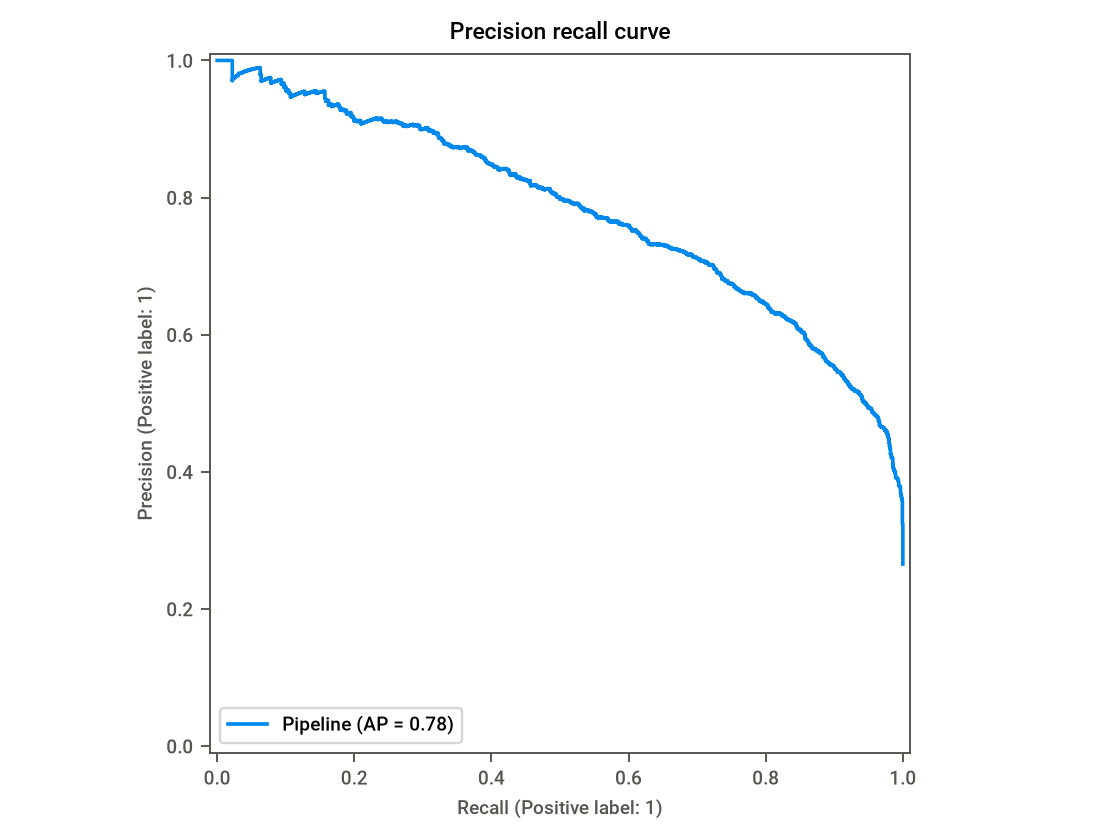 Precision recall curve
Precision (Positive label: 1)
1.0
0.8
0.6
0.4
0.2
0.0
Pipeline (AP = 0.78)
0.0 0.2 0.4 0.6 0.8 1.0
Recall (Positive label: 1)